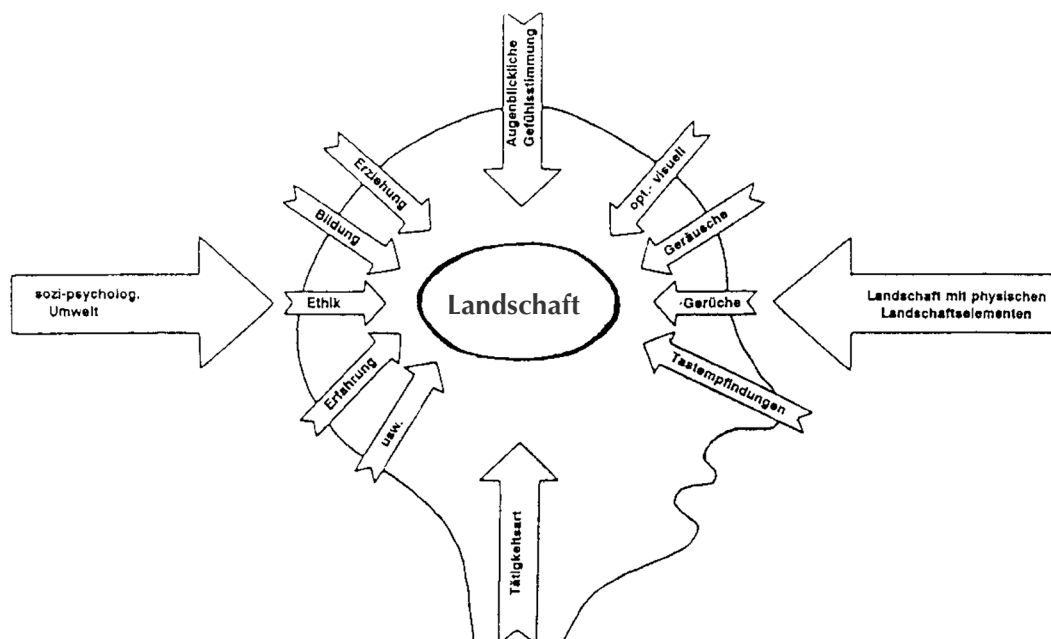 Augenblickliche
Gefühlsstimmung
Erziehung
Bildung
sozi-psycholog.
Umwelt
Ethik
Erfahrung
usw.
Landschaft
opt.- visuell
Geräusche
Gerüche
Tastempfindungen
Landschaft mit physischen
Landschaftselementen
Tätigkeitsart